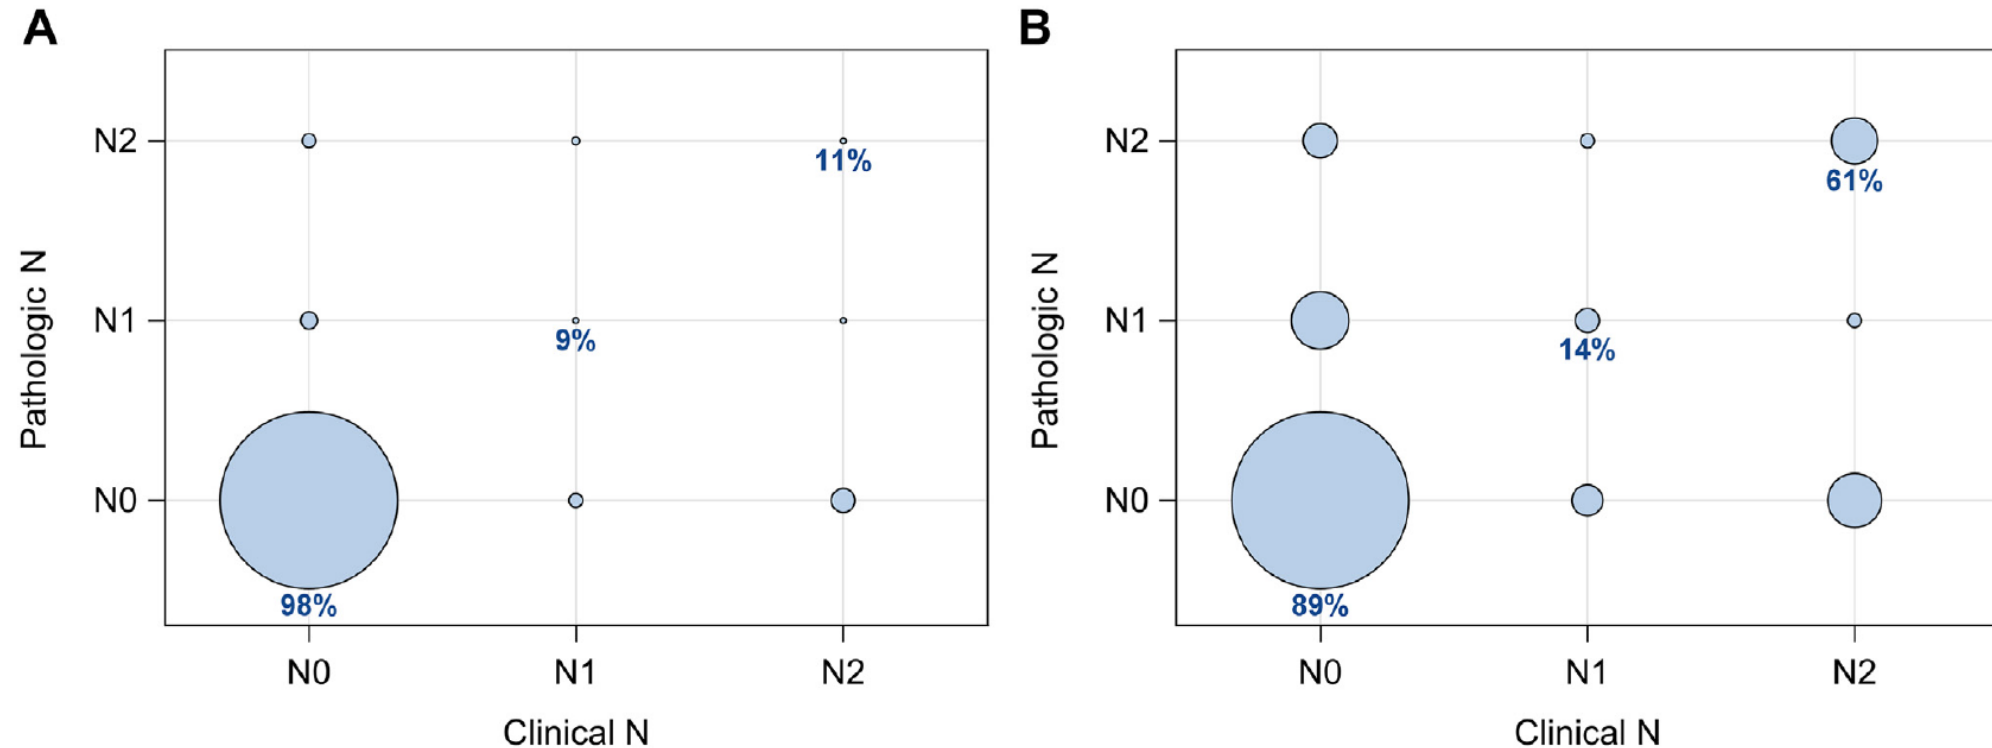 A
Pathologic N
N2
N1
N0
11%
9%
98%
N0 N1 N2
Clinical N
B
Pathologic N
N2
N1
N0
61%
14%
89%
N0 N1 N2
Clinical N